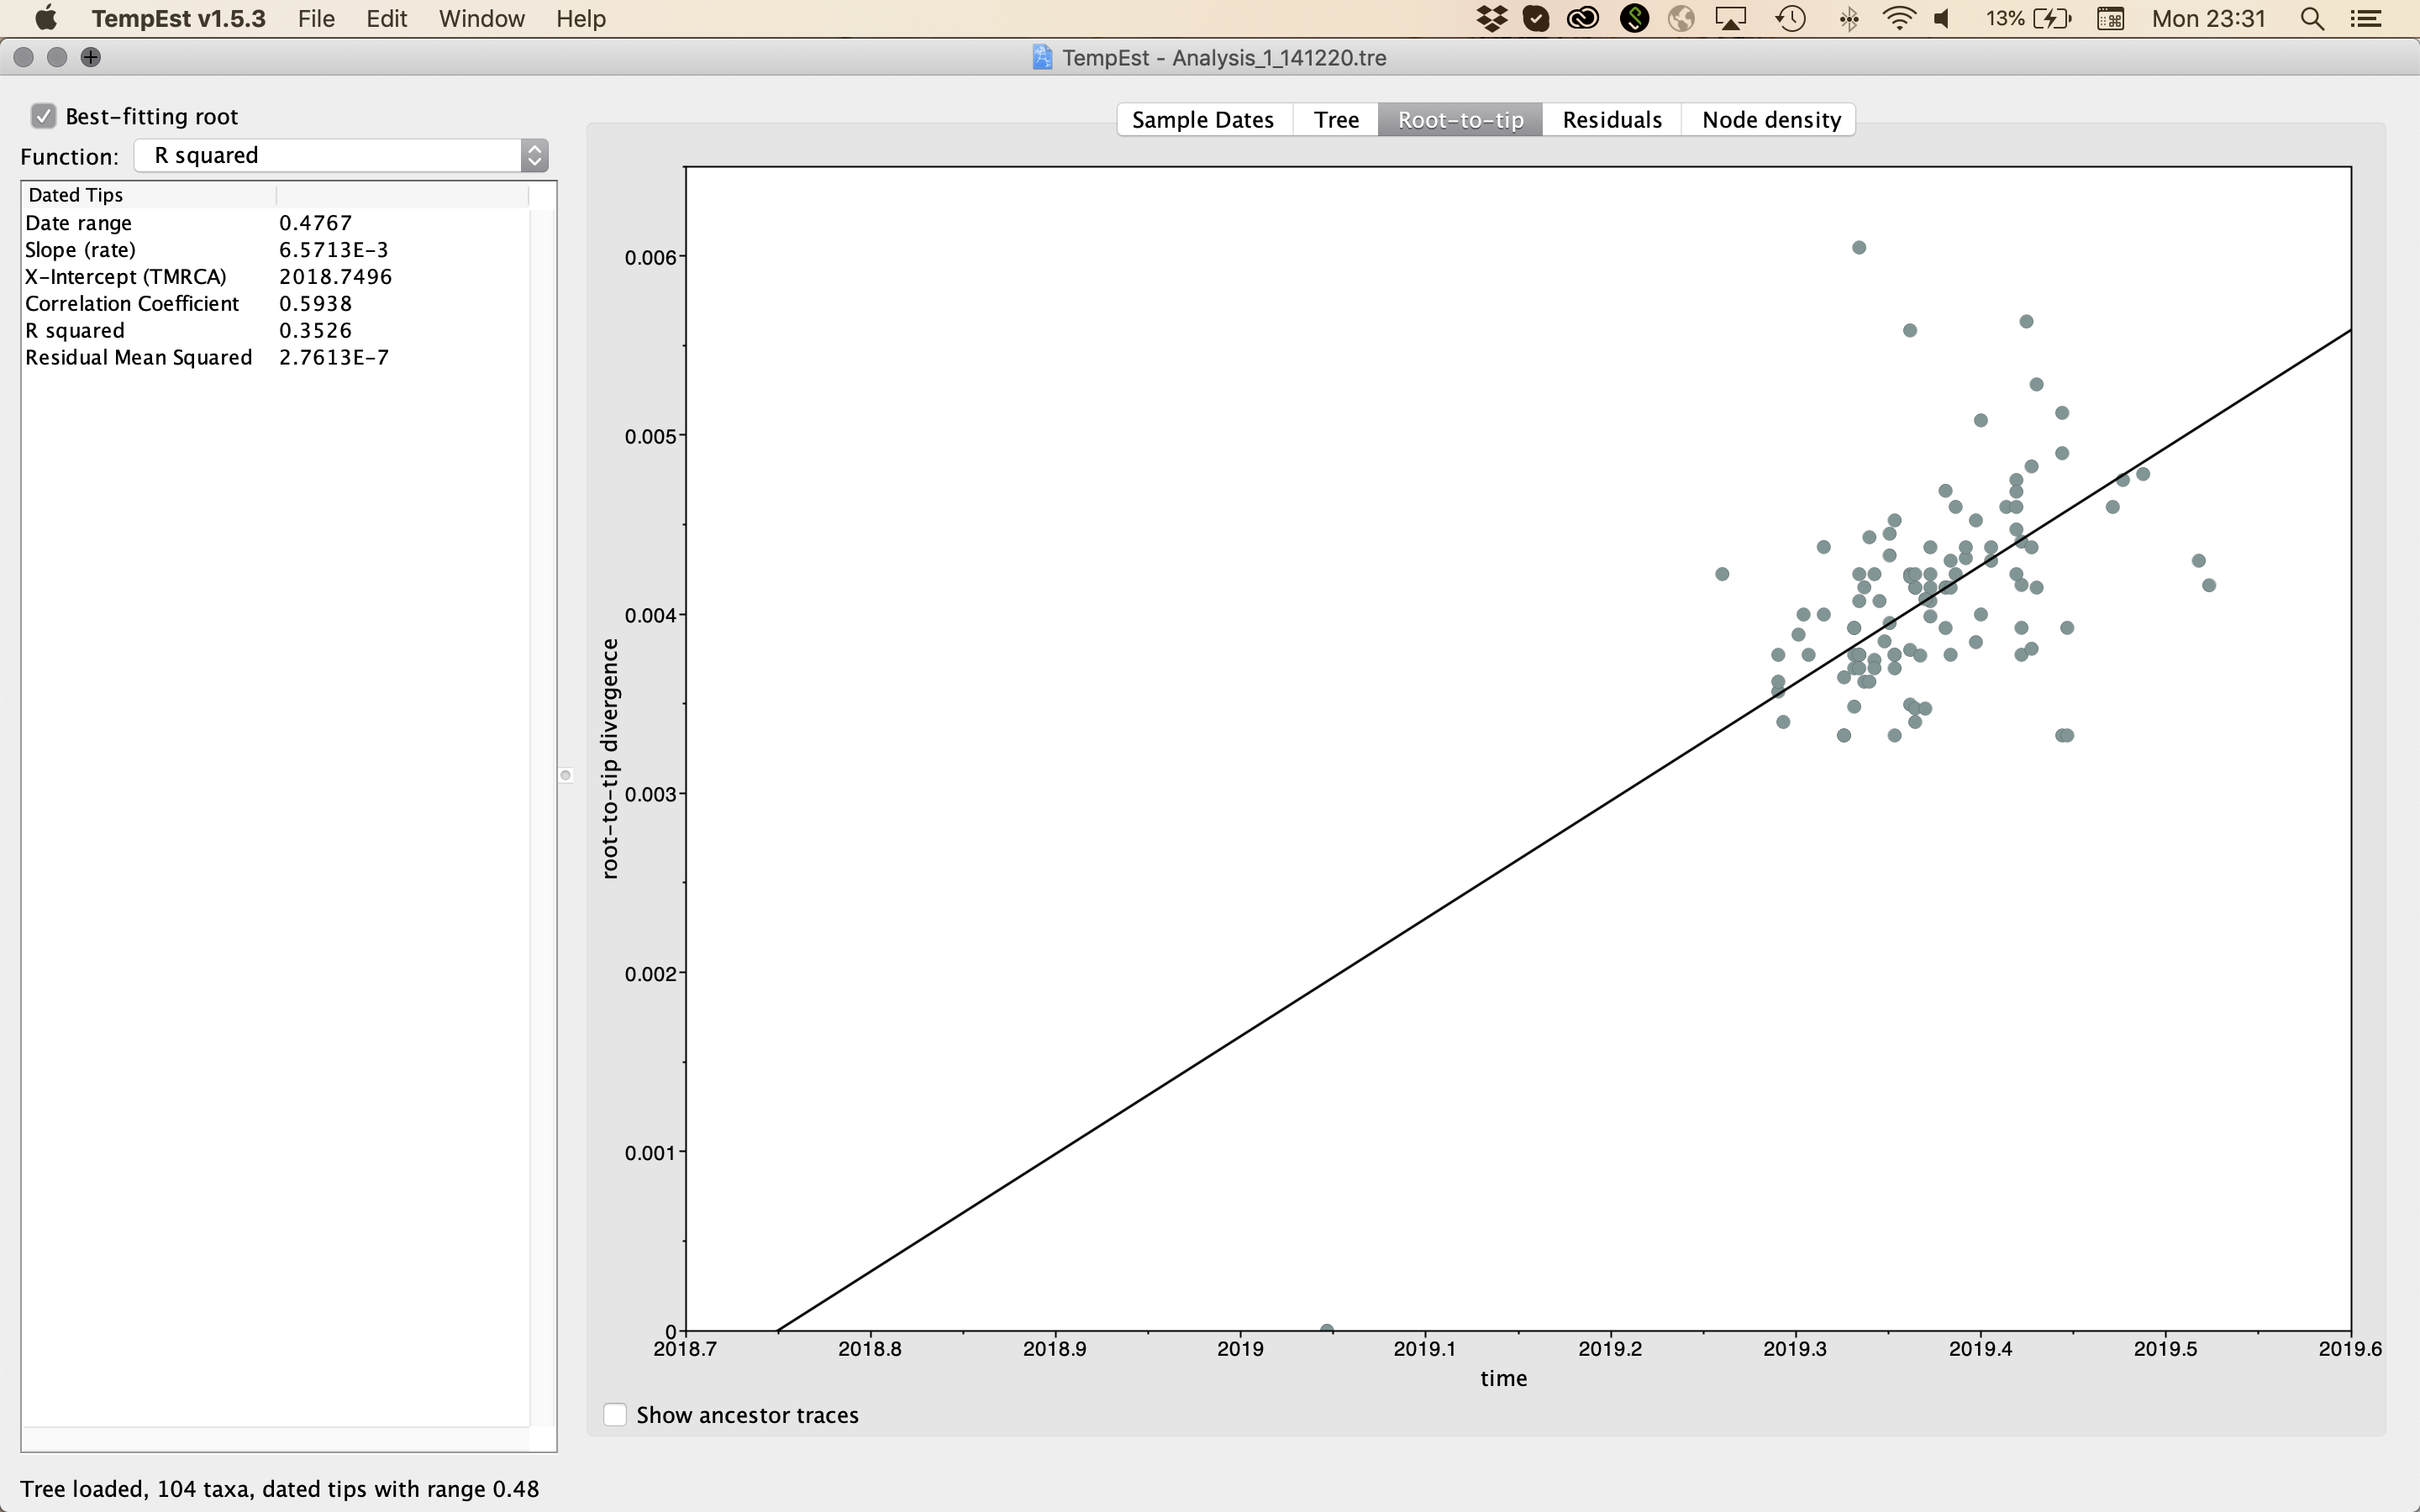 TempEst v1.5.3 File Edit Window Help 13% Mon 23:31
TempEst - Analysis_1_141220.tre
Best-fitting root
Function: R squared
Sample Dates Tree Root-to-tip Residuals Node density
Dated Tips
Date range 0.4767
Slope (rate) 6.5713E-3
X-Intercept (TMRCA) 2018.7496
Correlation Coefficient 0.5938
R squared 0.3526
Residual Mean Squared 2.7613E-7
0.006
0.005
0.004
0.003
0.002
0.001
0
root-to-tip divergence
2018.7 2018.8 2018.9 2019 2019.1 2019.2 2019.3 2019.4 2019.5 2019.6
time
Show ancestor traces
Tree loaded, 104 taxa, dated tips with range 0.48